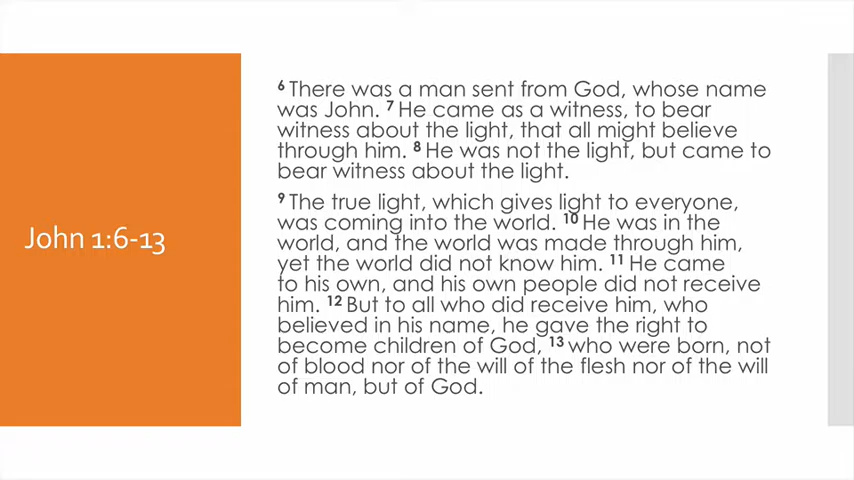 John 1:6-13
6 There was a man sent from God, whose name
was John. 7 He came as a witness, to bear
witness about the light, that all might believe
through him. 8 He was not the light, but came to
bear witness about the light.
9 The true light, which gives light to everyone,
was coming into the world. 10 He was in the
world, and the world was made through him,
yet the world did not know him. 11 He came
to his own, and his own people did not receive
him. 12 But to all who did receive him, who
believed in his name, he gave the right to
become children of God, 13 who were born, not
of blood nor of the will of the flesh nor of the will
of man, but of God.